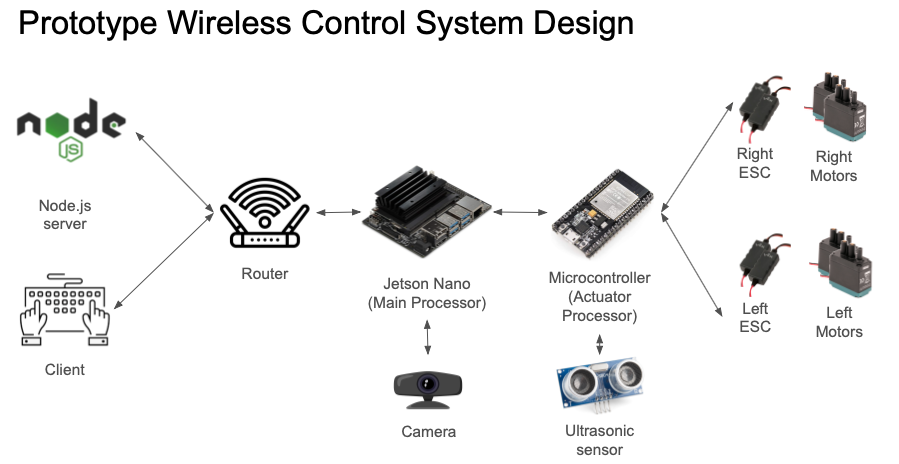 Prototype Wireless Control System Design
node
JS
Node.js
server
Client
Router
Jetson Nano
(Main Processor)
Camera
Microcontroller
(Actuator
Processor)
Ultrasonic
sensor
Right
ESC
Right
Motors
Left
ESC
Left
Motors